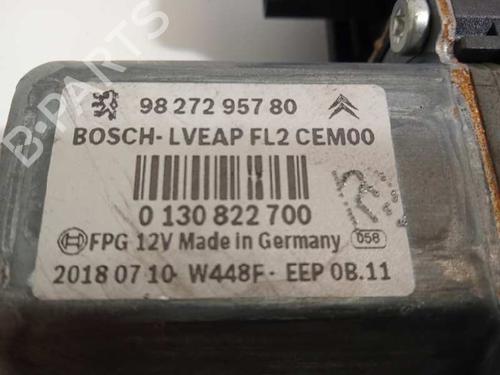 98 272 957 80
BOSCH-LVEAP FL2 CEM00
0 130 822 700
FPG 12V Made in Germany 058
2018 07 10- W448F- EEP 0B.11
B-PARTS